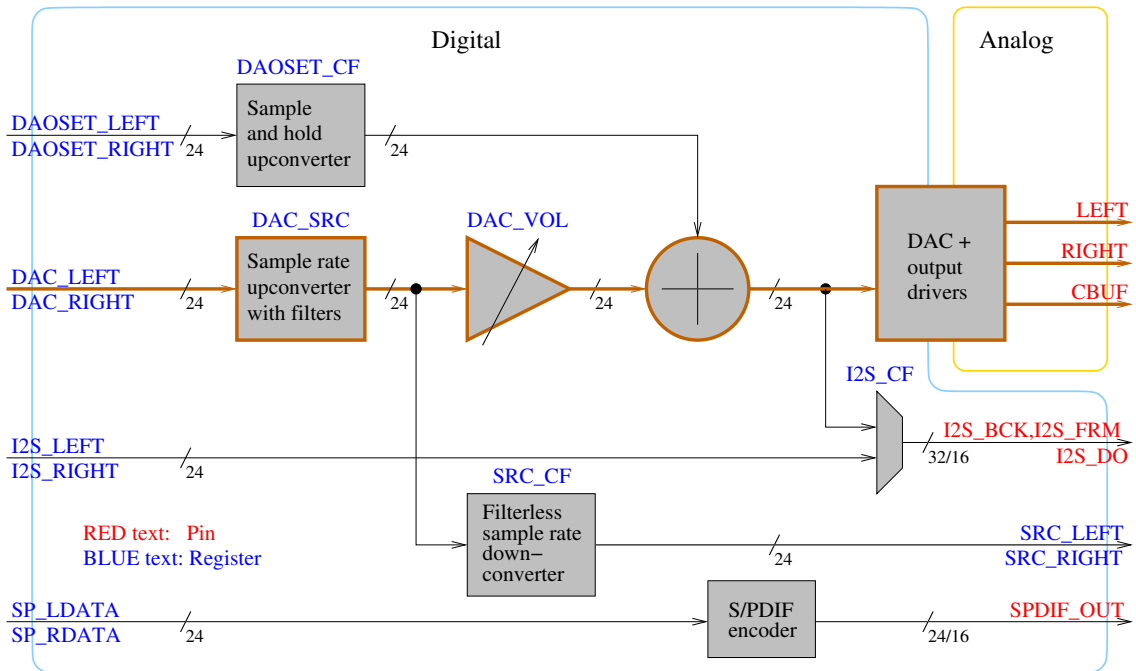 Digital
Analog
DAOSET_CF
DAOSET_LEFT
DAOSET_RIGHT
24
Sample
and hold
upconverter
24
DAC_SRC
DAC_VOL
DAC_LEFT
DAC_RIGHT
24
Sample rate
upconverter
with filters
24
24
24
DAC +
output
drivers
LEFT
RIGHT
CBUF
I2S_CF
I2S_LEFT
I2S_RIGHT
24
32/16
I2S_BCK,I2S_FRM
I2S_DO
SRC_CF
Filterless
sample rate
down-
converter
24
SRC_LEFT
SRC_RIGHT
RED text: Pin
BLUE text: Register
SP_LDATA
SP_RDATA
24
S/PDIF
encoder
24/16
SPDIF_OUT